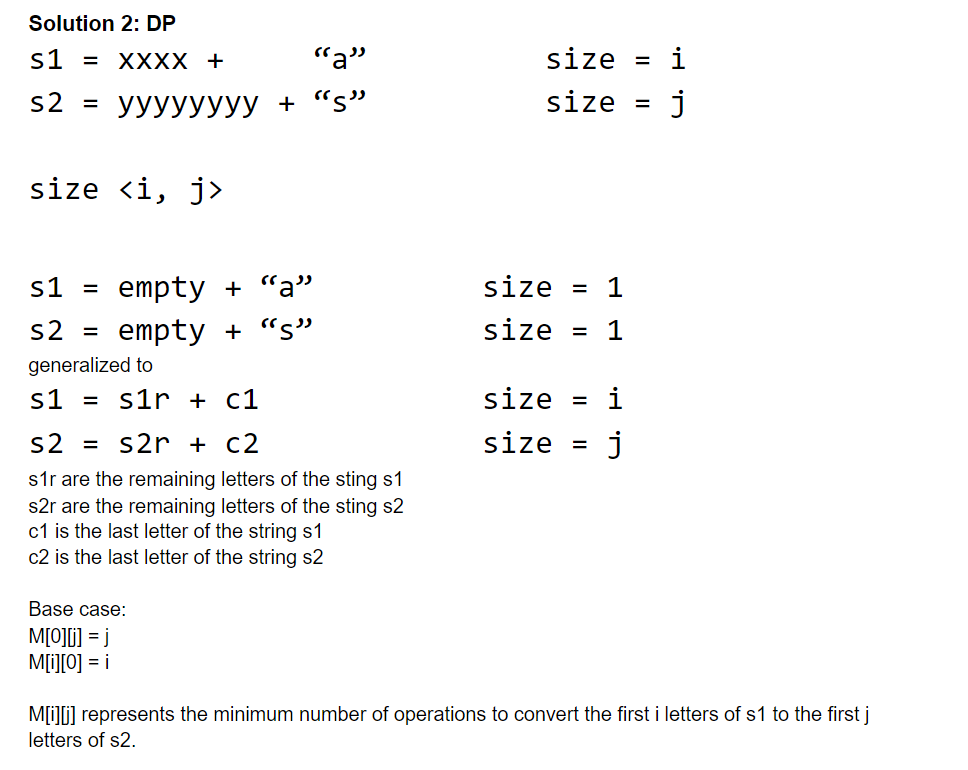 Solution 2: DP
s1 = xxxx + “a” size = i
s2 = yyyyyyyy + “s” size = j
size <i, j>
s1 = empty + “a” size = 1
s2 = empty + “s” size = 1
generalized to
s1 = s1r + c1 size = i
s2 = s2r + c2 size = j
s1r are the remaining letters of the sting s1
s2r are the remaining letters of the sting s2
c1 is the last letter of the string s1
c2 is the last letter of the string s2
Base case:
M[0][j] = j
M[i][0] = i
M[i][j] represents the minimum number of operations to convert the first i letters of s1 to the first j
letters of s2.